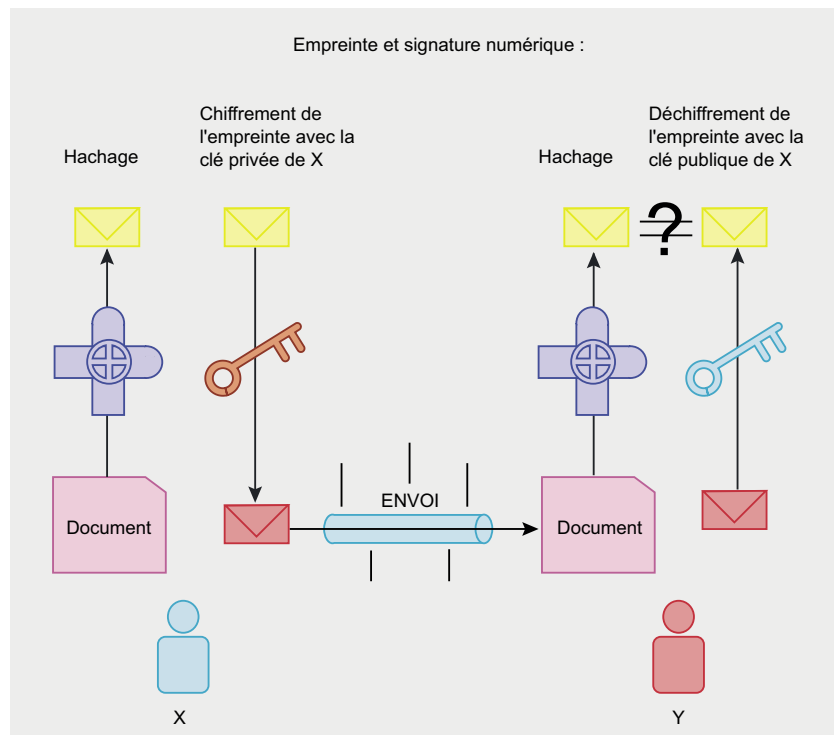 Empreinte et signature numérique :
Hachage
Chiffrement de
l'empreinte avec la
clé privée de X
Hachage
Déchiffrement de
l'empreinte avec la
clé publique de X
?
Document
ENVOI
Document
X
Y